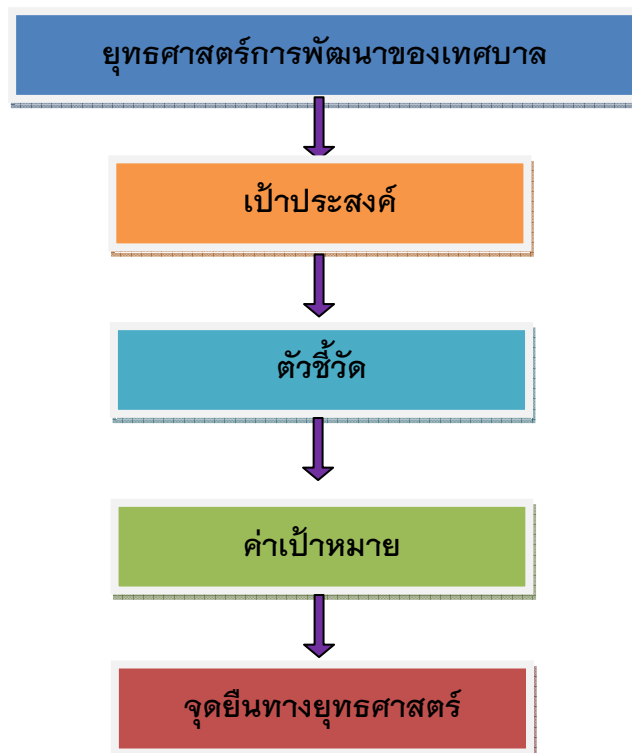 ยุทธศาสตร์การพัฒนาของเทศบาล
เป้าประสงค์
ตัวชี้วัด
ค่าเป้าหมาย
จุดยืนทางยุทธศาสตร์